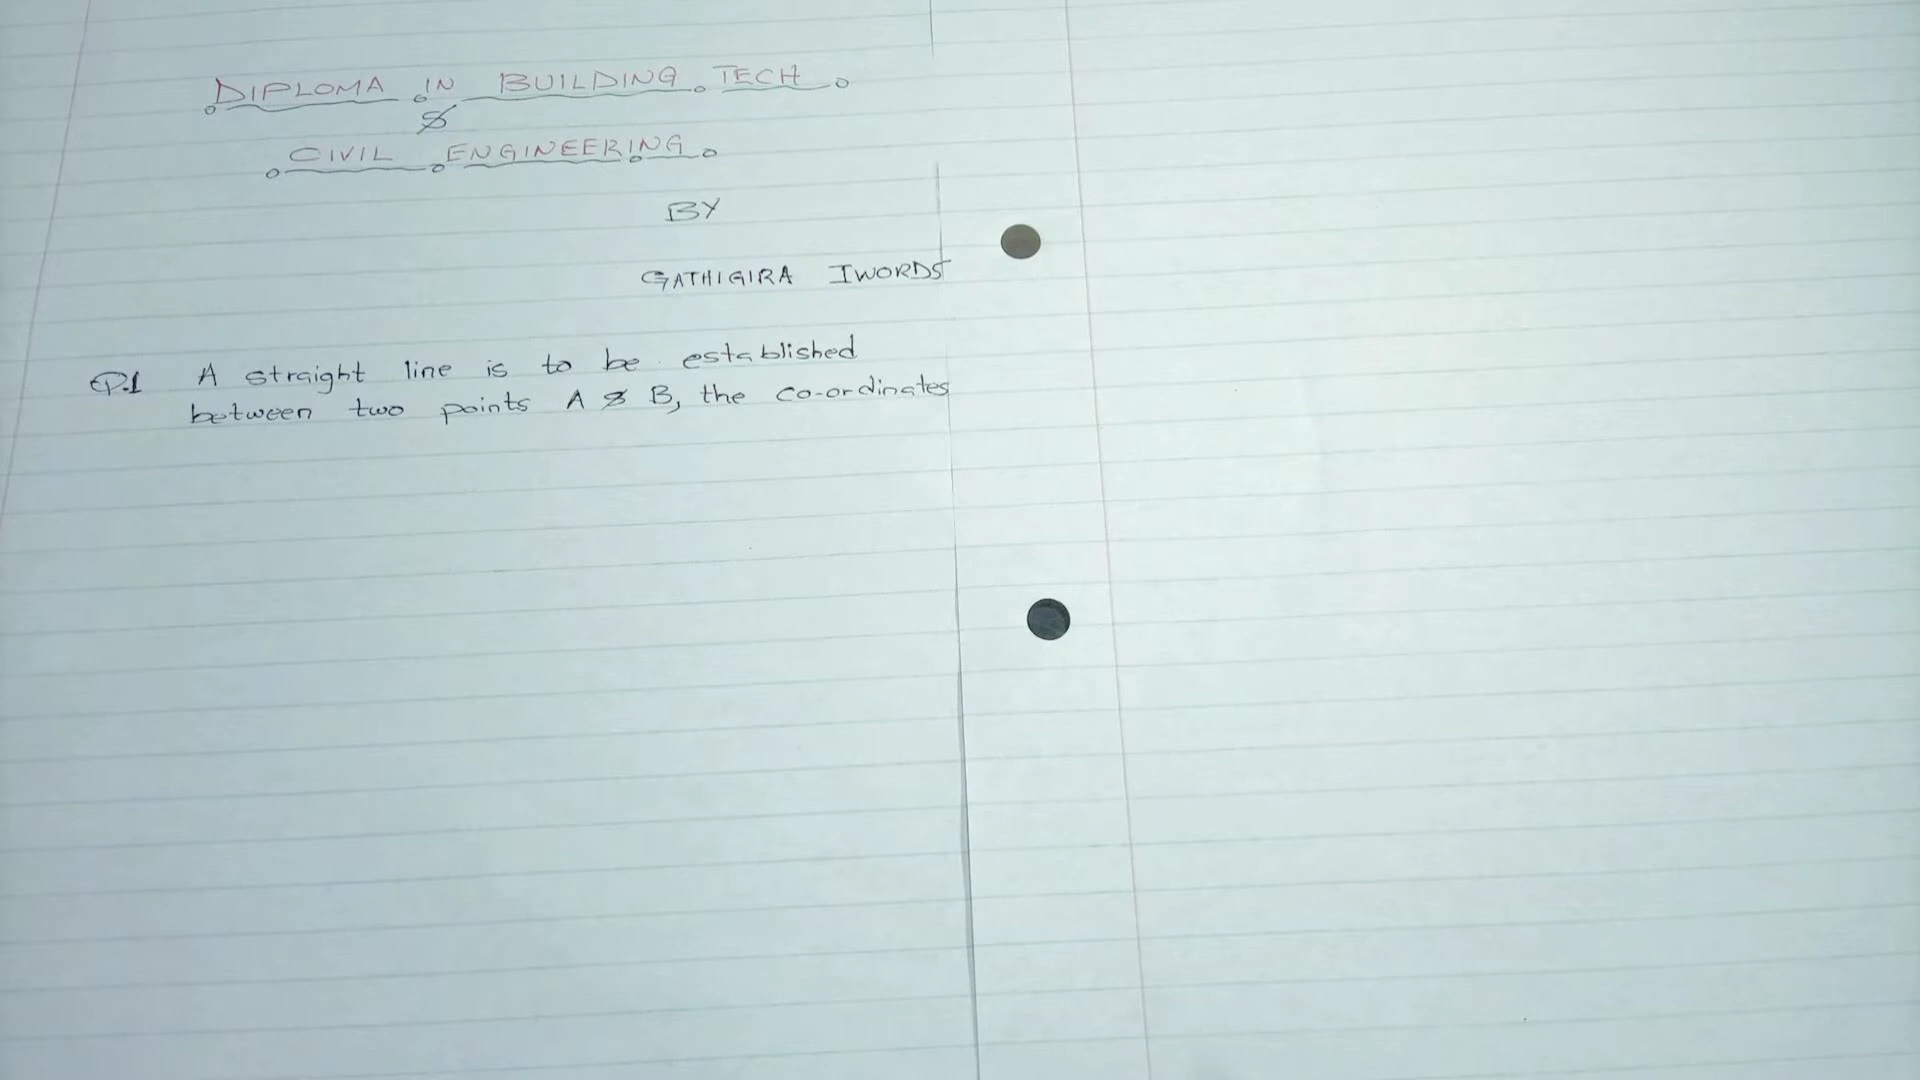 DIPLOMA IN BUILDING TECH
&
CIVIL ENGINEERING
BY
GATHIGIRA IWORDS
Q.1 A straight line is to be established
between two points A & B, the co-ordinates